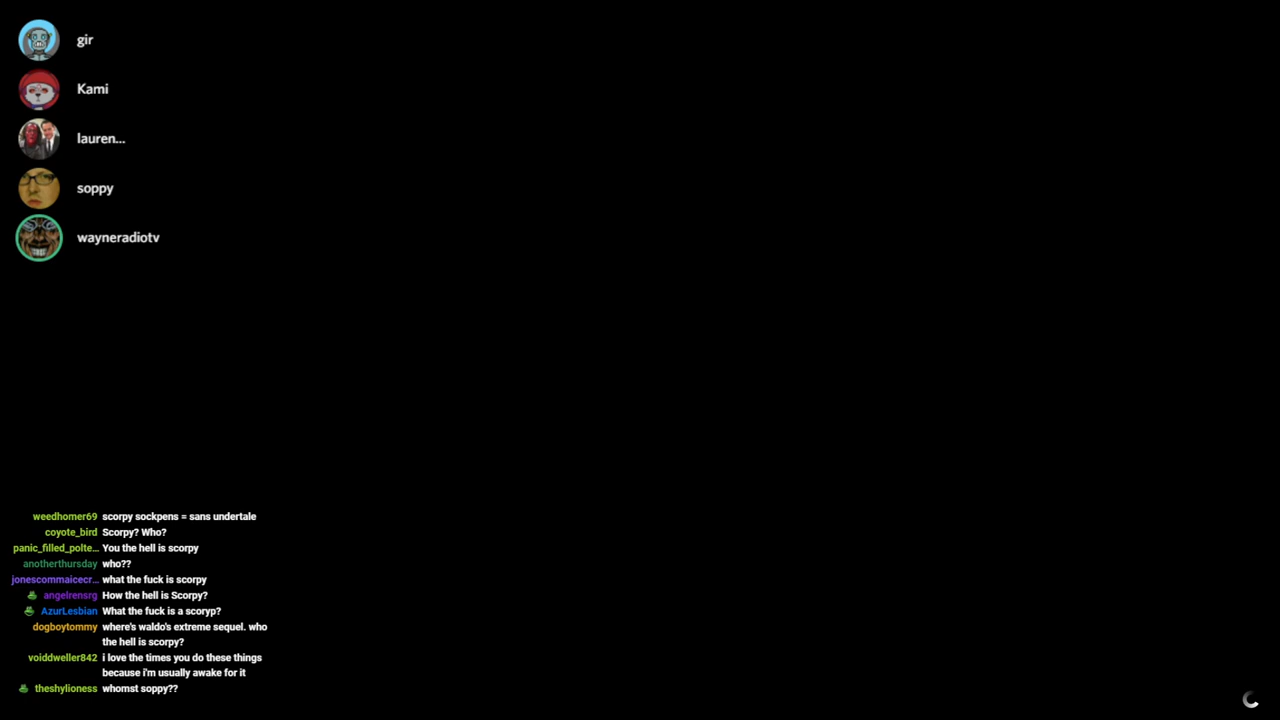 gir
Kami
lauren...
soppy
wayneradiotv
weedhomer69 scorpy sockpens = sans undertale
coyote_bird Scorpy? Who?
panic_filled_polte... You the hell is scorpy
anotherthursday who??
jonescommaicecr... what the fuck is scorpy
angelrensrg How the hell is Scorpy?
AzurLesbian What the fuck is a scoryp?
dogboytommy where's waldo's extreme sequel. who
the hell is scorpy?
voiddweller842 i love the times you do these things
because i'm usually awake for it
theshylioness whomst soppy??